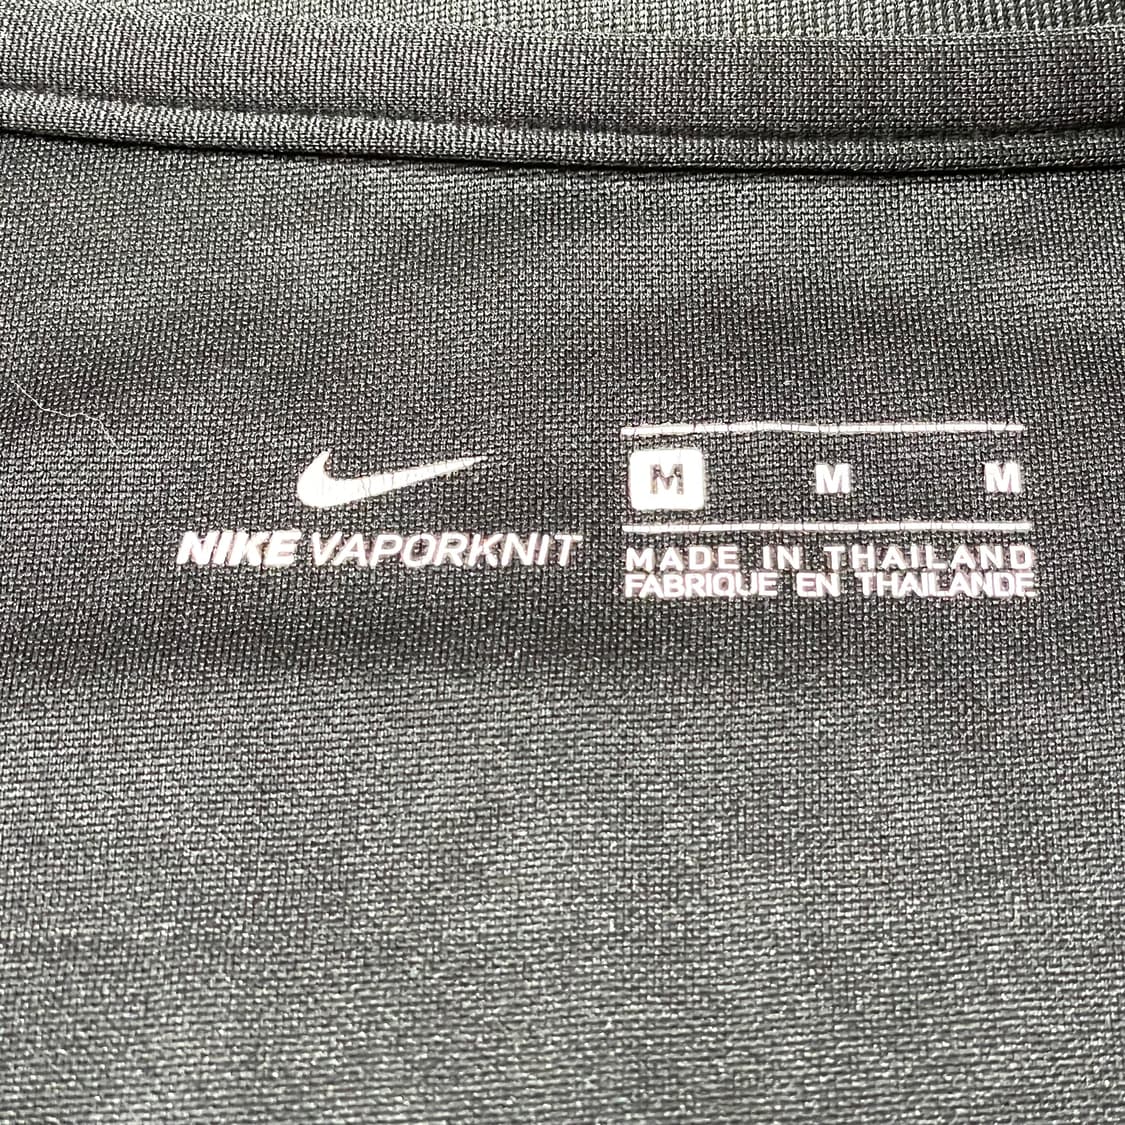 NIKE VAPORKNIT
M M M
MADE IN THAILAND
FABRIQUE EN THAILANDE